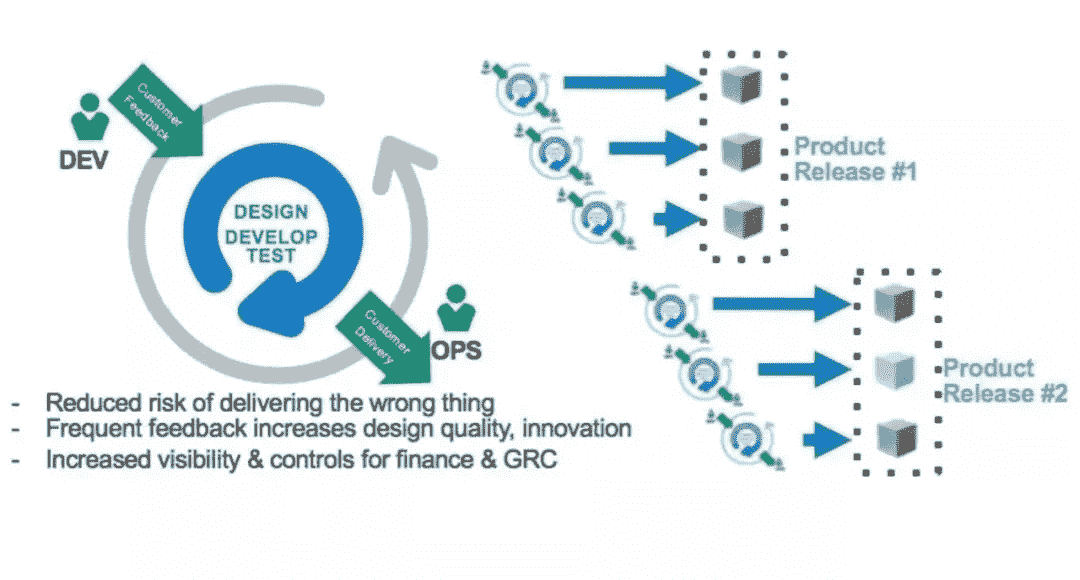 Customer
Feedback
DEV
DESIGN
DEVELOP
TEST
Customer
Delivery
OPS
- Reduced risk of delivering the wrong thing
- Frequent feedback increases design quality, innovation
- Increased visibility & controls for finance & GRC
Product
Release #1
Product
Release #2